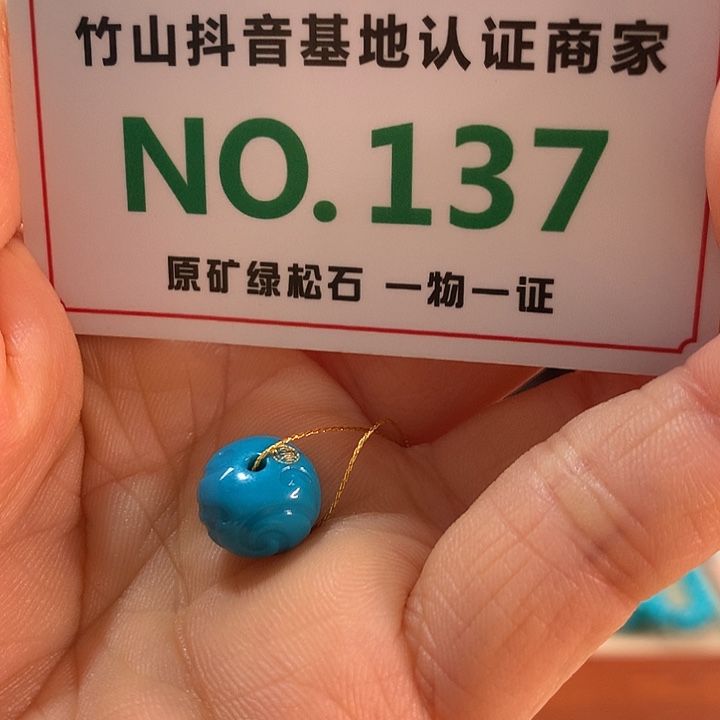 竹山抖音基地认证商家
NO.137
原矿绿松石 一物一证